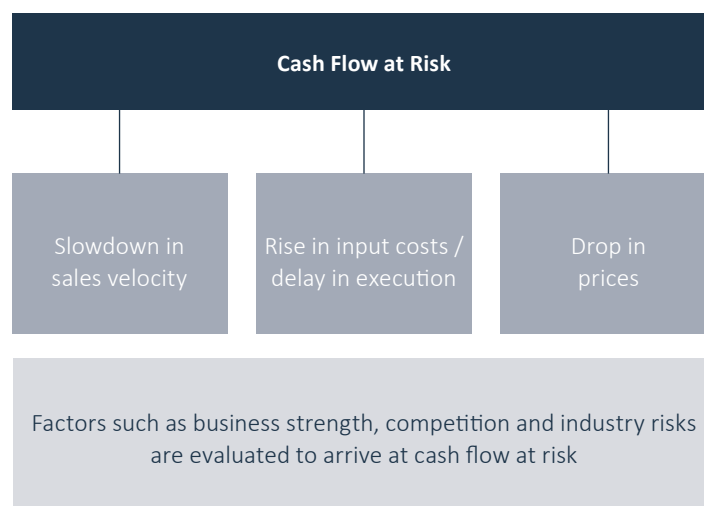 Cash Flow at Risk
Slowdown in
sales velocity
Rise in input costs /
delay in execution
Drop in
prices
Factors such as business strength, competition and industry risks
are evaluated to arrive at cash flow at risk